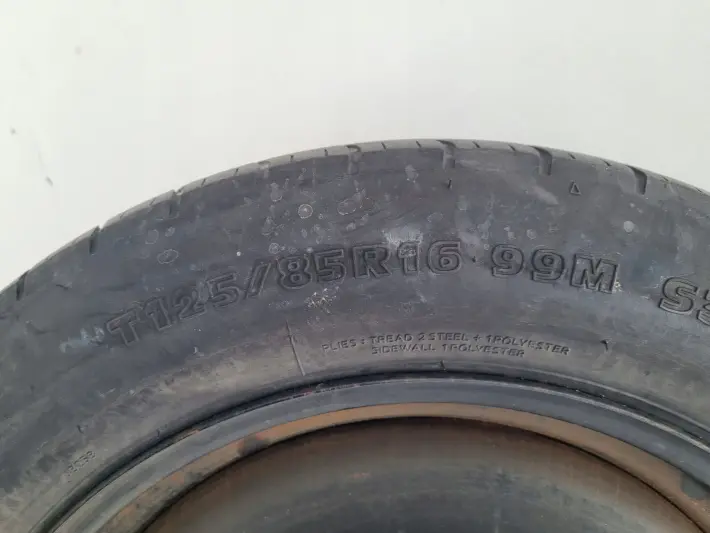 T125/85R16 99M
PLIES : TREAD 2 STEEL + 1 POLYESTER
SIDEWALL 1 POLYESTER